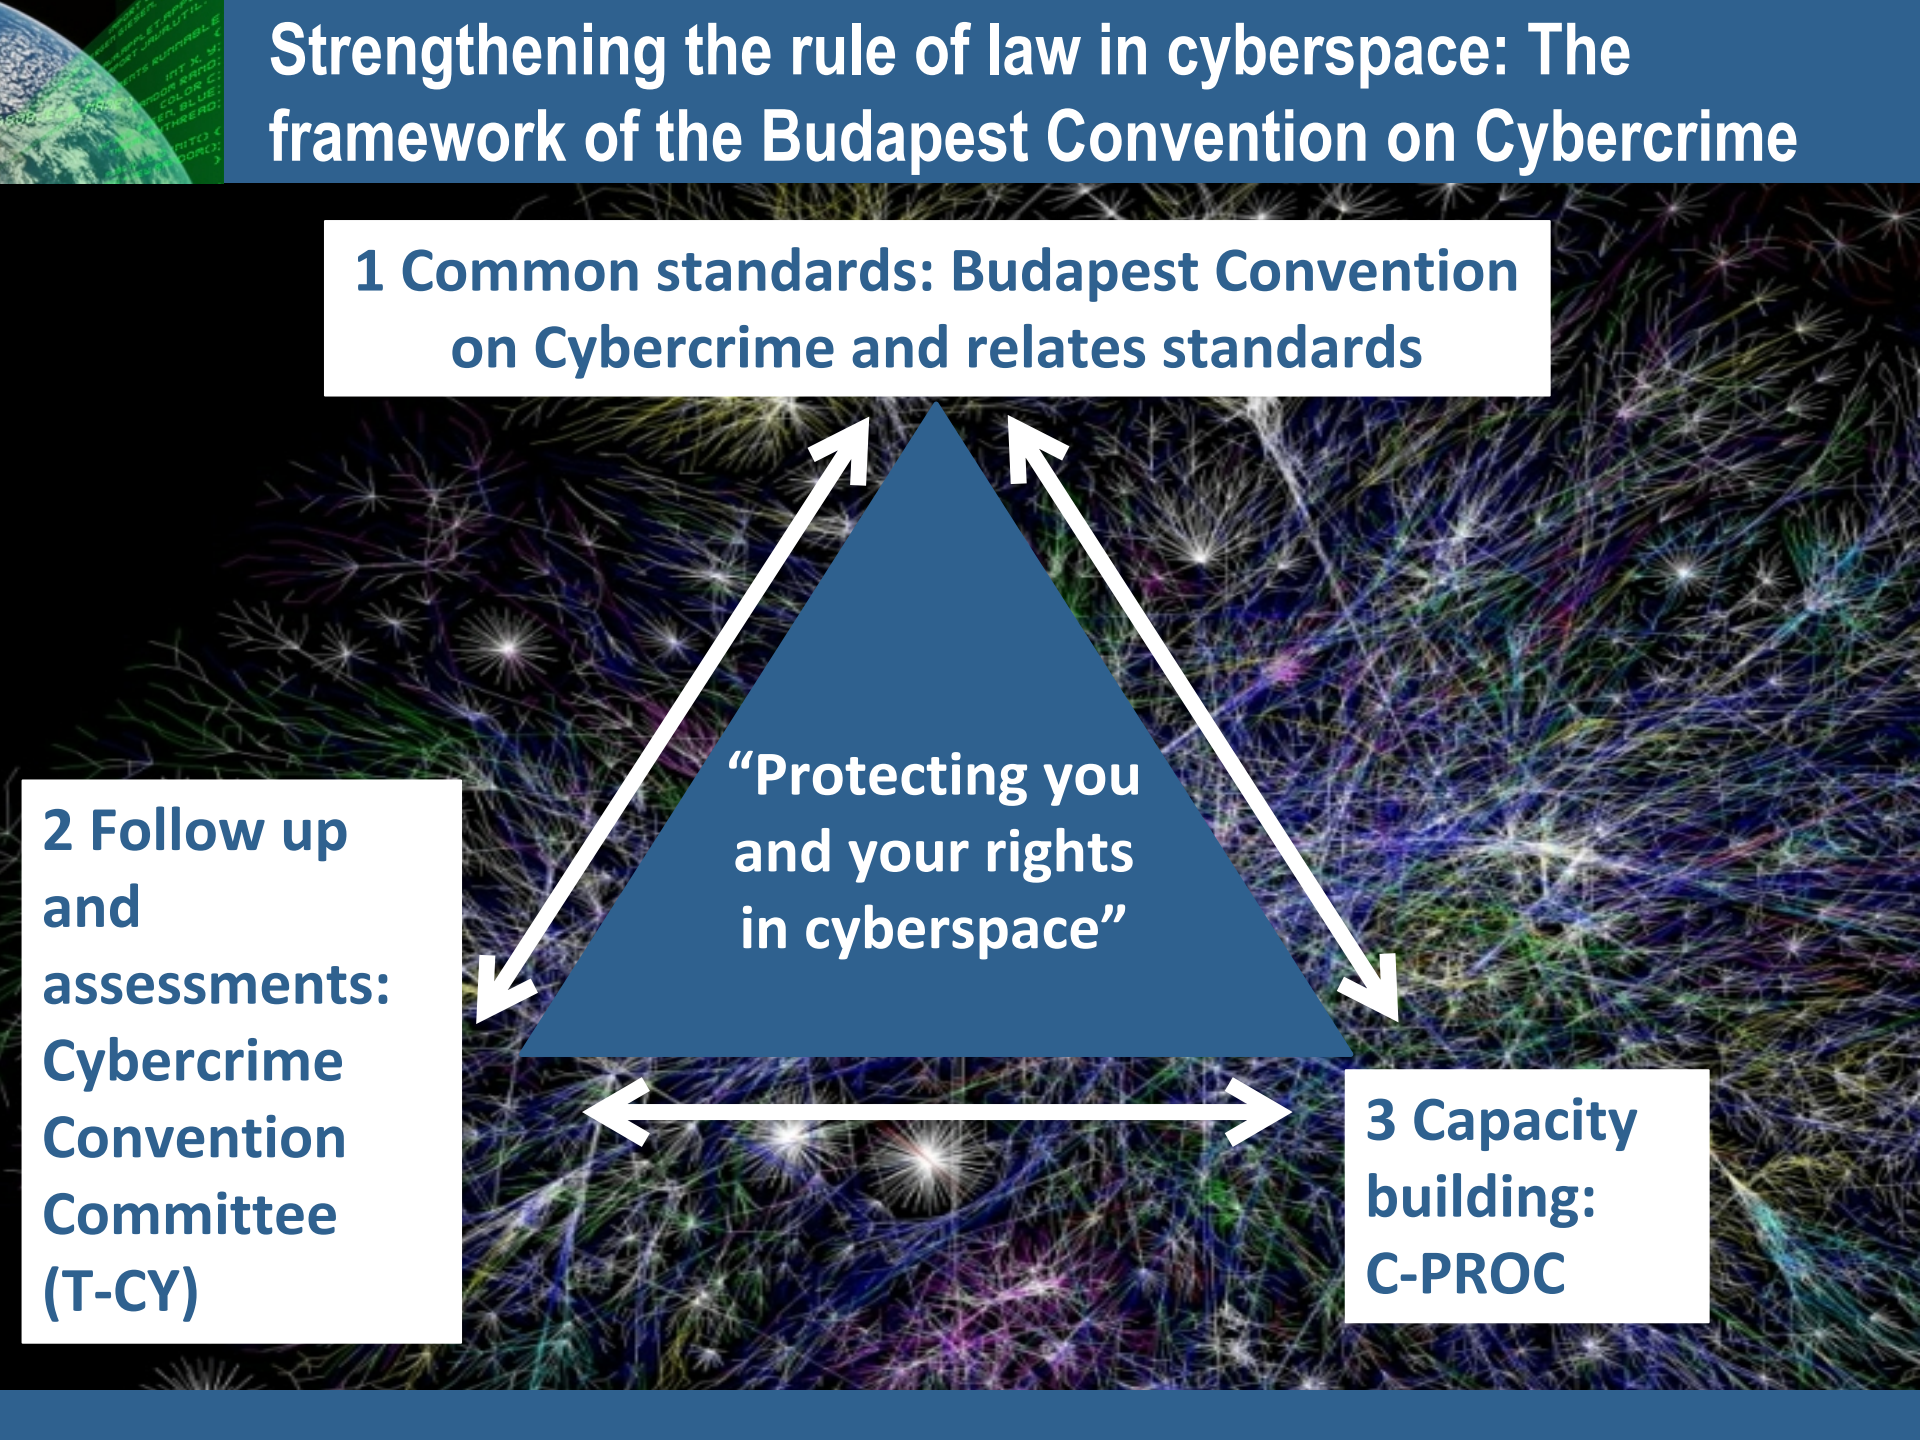 Strengthening the rule of law in cyberspace: The
framework of the Budapest Convention on Cybercrime
1 Common standards: Budapest Convention
on Cybercrime and relates standards
“Protecting you
and your rights
in cyberspace”
2 Follow up
and
assessments:
Cybercrime
Convention
Committee
(T-CY)
3 Capacity
building:
C-PROC